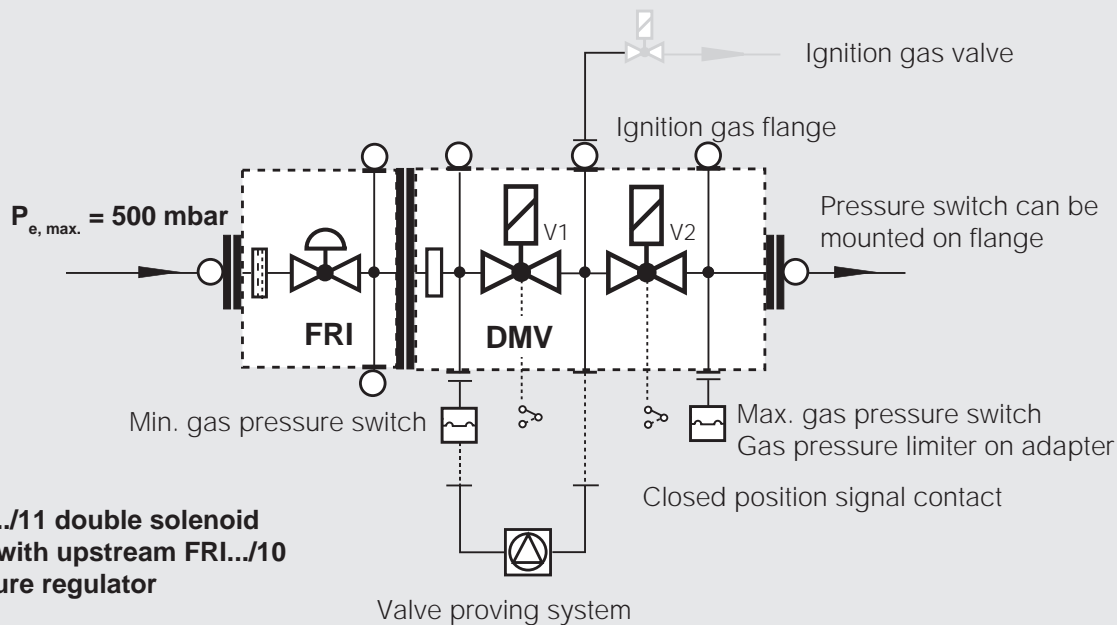 Ignition gas valve
Ignition gas flange
P e, max. = 500 mbar
V1
V2
Pressure switch can be
mounted on flange
FRI
DMV
Min. gas pressure switch
Max. gas pressure switch
Gas pressure limiter on adapter
Closed position signal contact
../11 double solenoid
with upstream FRI.../10
ure regulator
Valve proving system